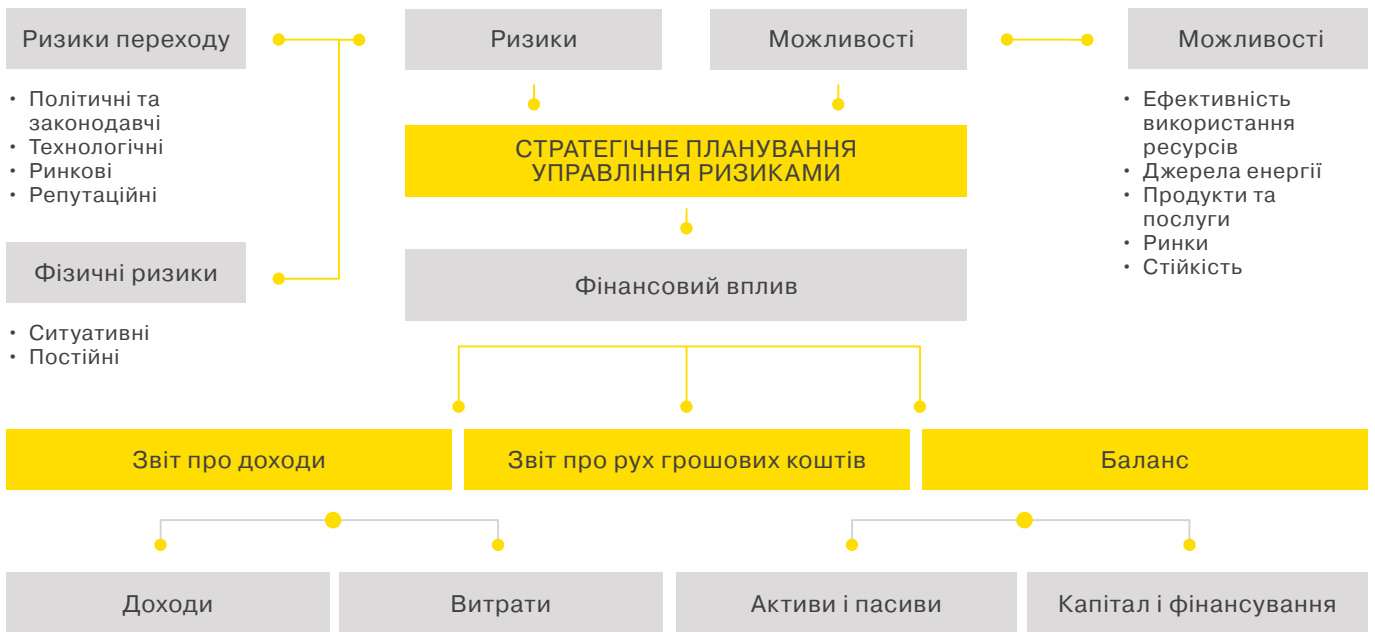 Ризики переходу
• Політичні та
законодавчі
• Технологічні
• Ринкові
• Репутаційні
Фізичні ризики
• Ситуативні
• Постійні
Ризики
Можливості
СТРАТЕГІЧНЕ ПЛАНУВАННЯ
УПРАВЛІННЯ РИЗИКАМИ
Фінансовий вплив
Можливості
• Ефективність
використання
ресурсів
• Джерела енергії
• Продукти та
послуги
• Ринки
• Стійкість
Звіт про доходи
Звіт про рух грошових коштів
Баланс
Доходи
Витрати
Активи і пасиви
Капітал і фінансування